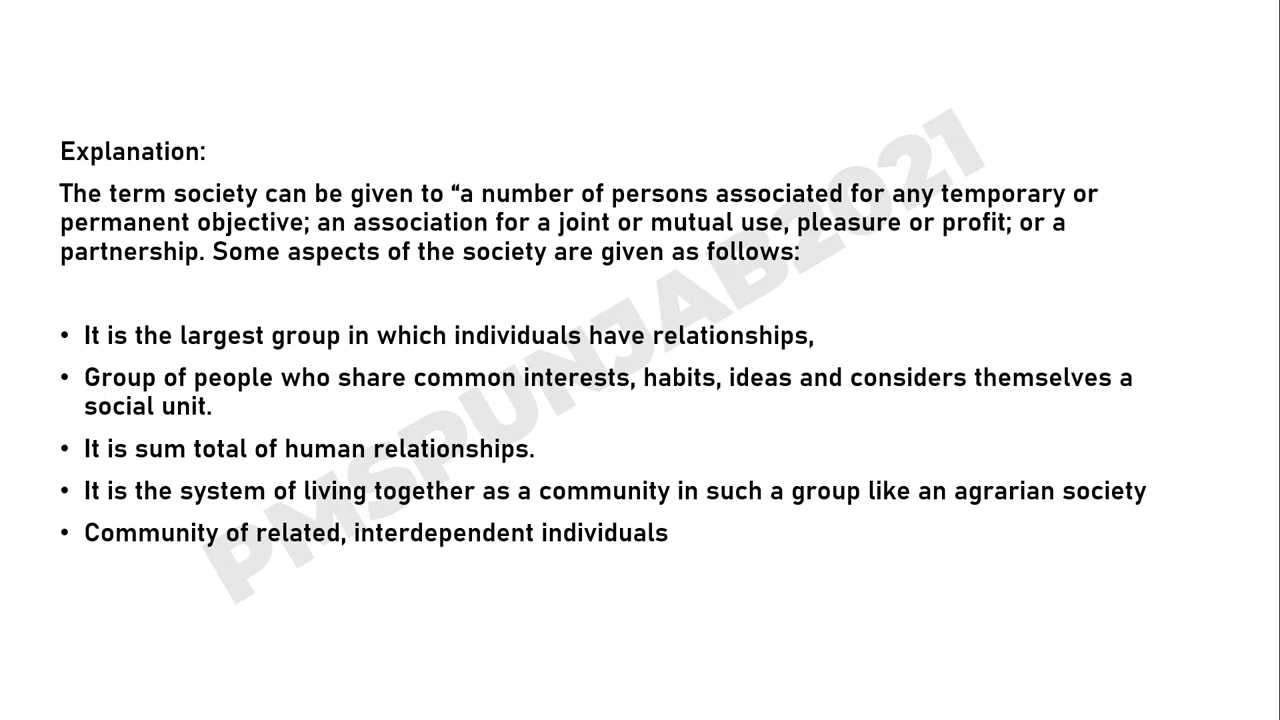 Explanation:
The term society can be given to “a number of persons associated for any temporary or
permanent objective; an association for a joint or mutual use, pleasure or profit; or a
partnership. Some aspects of the society are given as follows:
• It is the largest group in which individuals have relationships,
• Group of people who share common interests, habits, ideas and considers themselves a
social unit.
• It is sum total of human relationships.
• It is the system of living together as a community in such a group like an agrarian society
• Community of related, interdependent individuals
PMSPUNJAB2021